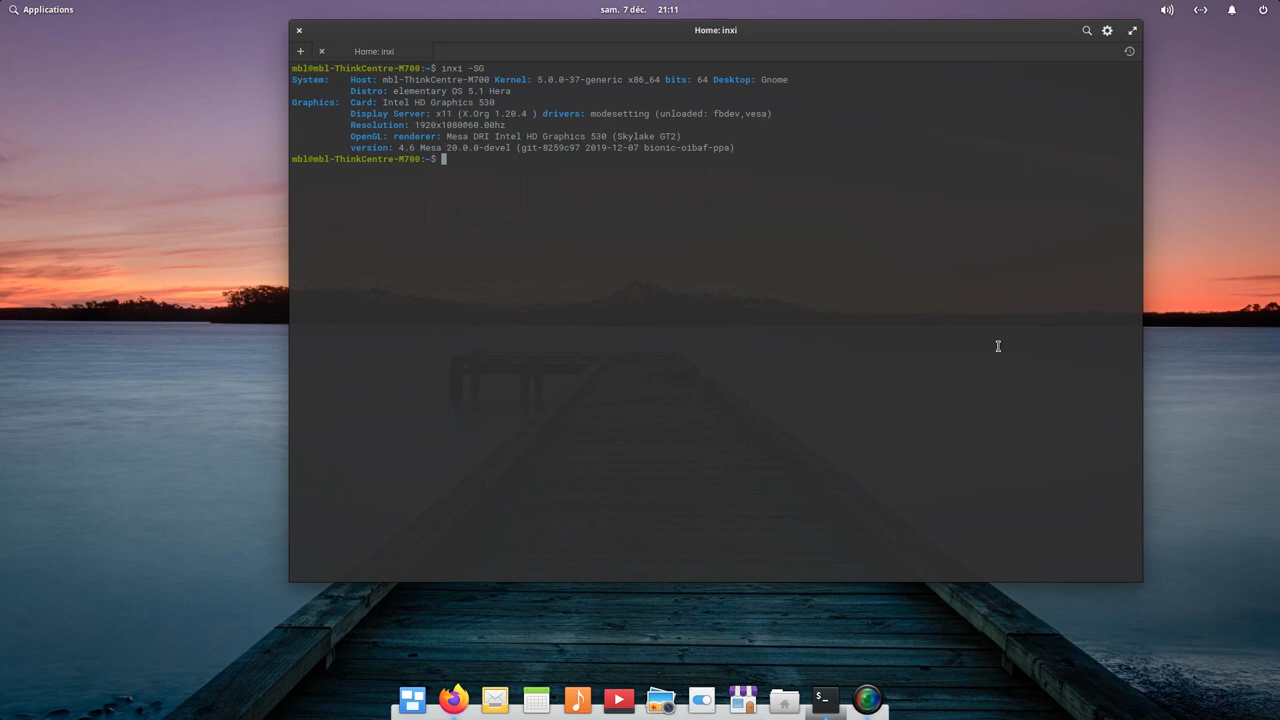 Applications
sam. 7 déc. 21:11
Home: inxi
Home: inxi
mbl@mbl-ThinkCentre-M700:~$ inxi -SG
System: Host: mbl-ThinkCentre-M700 Kernel: 5.0.0-37-generic x86_64 bits: 64 Desktop: Gnome
Distro: elementary OS 5.1 Hera
Graphics: Card: Intel HD Graphics 530
Display Server: x11 (X.Org 1.20.4 ) drivers: modesetting (unloaded: fbdev,vesa)
Resolution: 1920x1080@60.00hz
OpenGL: renderer: Mesa DRI Intel HD Graphics 530 (Skylake GT2)
version: 4.6 Mesa 20.0.0-devel (git-8259c97 2019-12-07 bionic-oibaf-ppa)
mbl@mbl-ThinkCentre-M700:~$